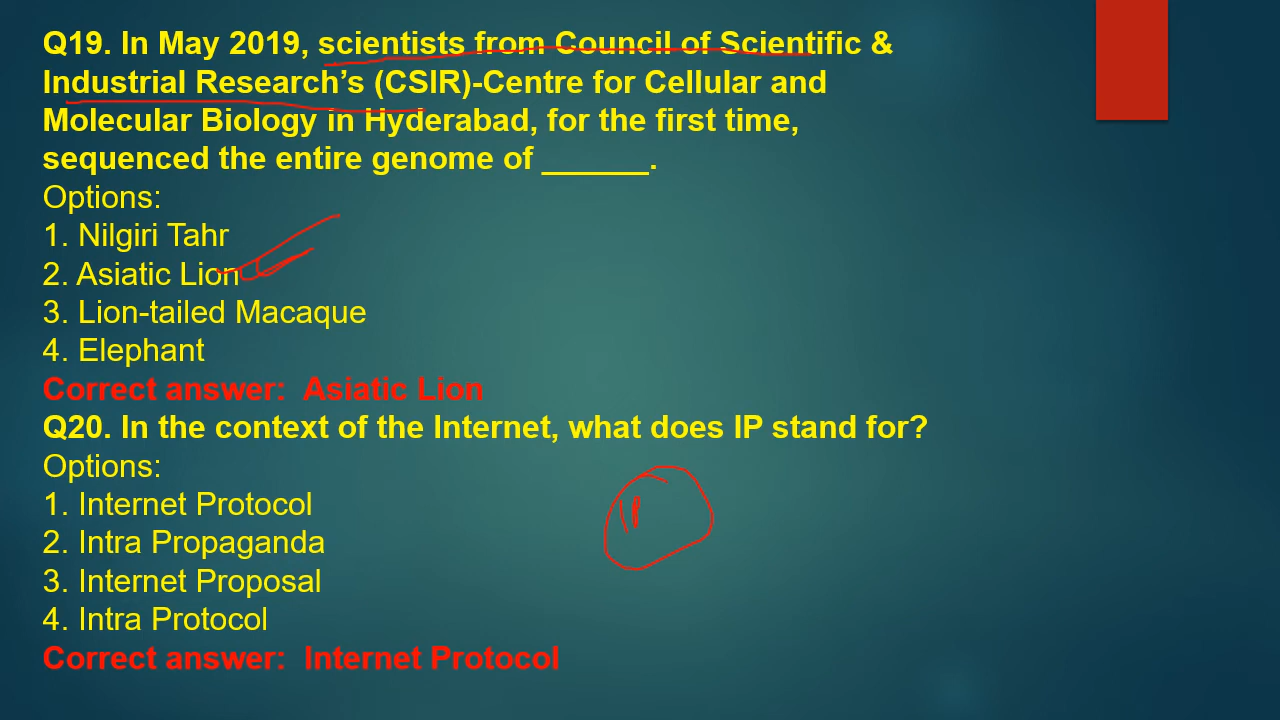 Q19. In May 2019, scientists from Council of Scientific &
Industrial Research’s (CSIR)-Centre for Cellular and
Molecular Biology in Hyderabad, for the first time,
sequenced the entire genome of ______.
Options:
1. Nilgiri Tahr
2. Asiatic Lion
3. Lion-tailed Macaque
4. Elephant
Correct answer:  Asiatic Lion
Q20. In the context of the Internet, what does IP stand for?
Options:
1. Internet Protocol
2. Intra Propaganda
3. Internet Proposal
4. Intra Protocol
Correct answer:  Internet Protocol